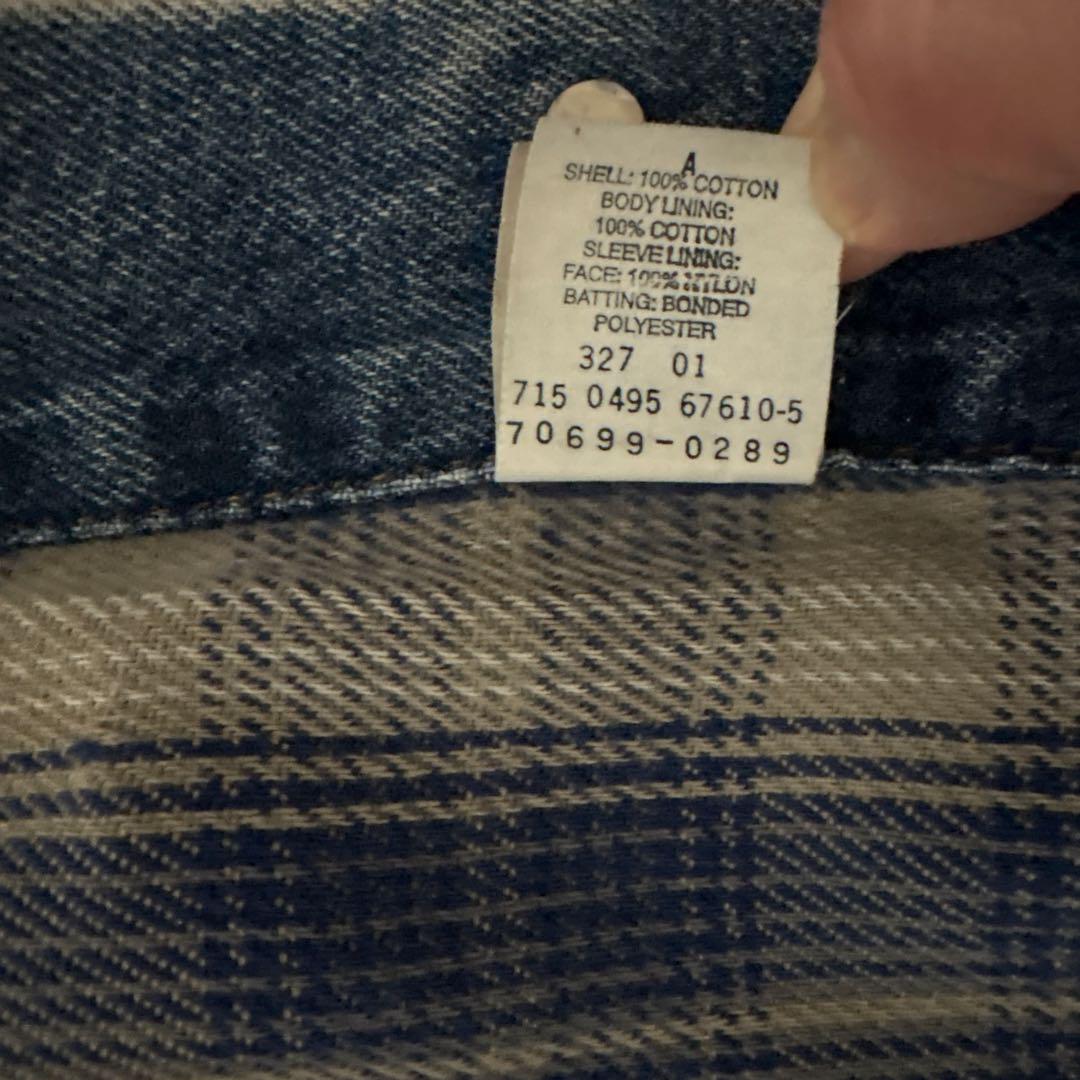 A
SHELL: 100% COTTON
BODY LINING:
100% COTTON
SLEEVE LINING:
FACE: 100% NYLON
BATTING: BONDED
POLYESTER
327 01
715 0495 67610-5
70699-0289